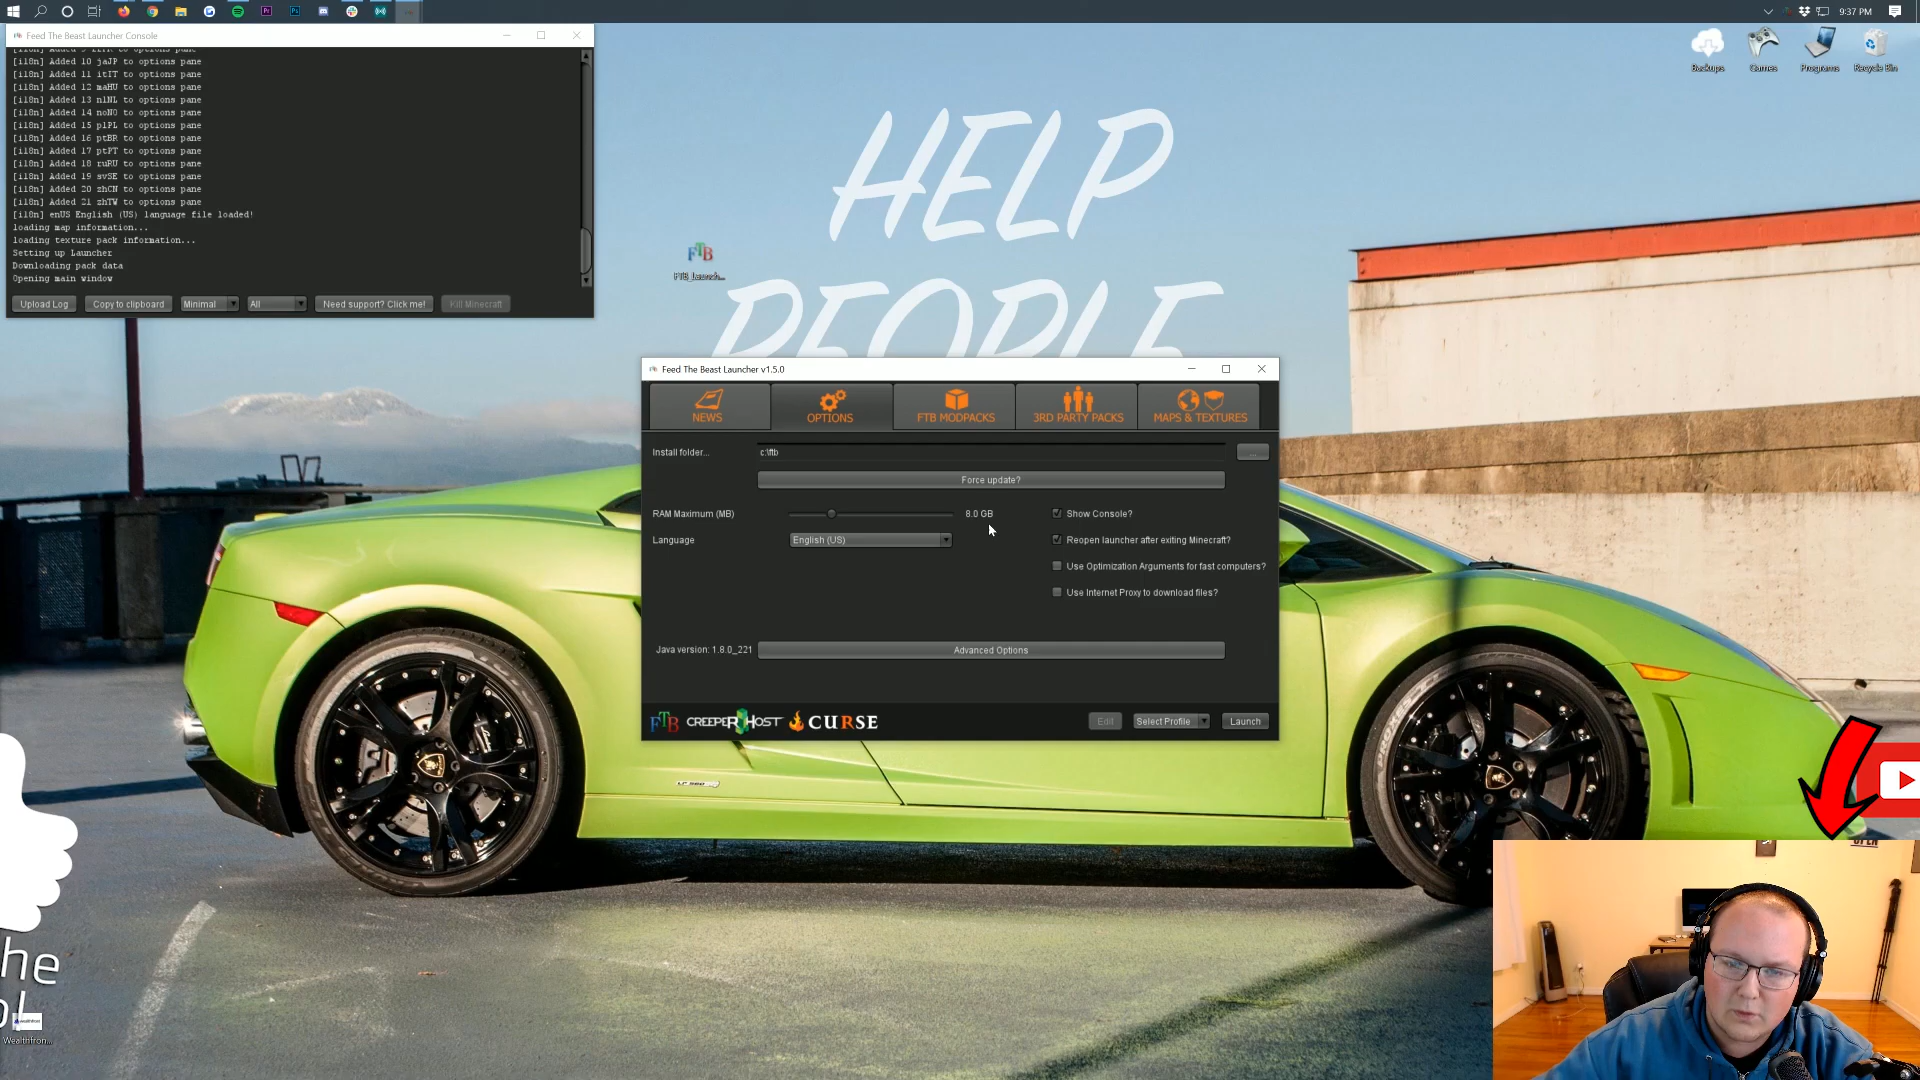 9:37 PM
Feed The Beast Launcher Console
[i18n] Added 10 jaJP to options pane
[i18n] Added 11 itIT to options pane
[i18n] Added 12 maHU to options pane
[i18n] Added 13 nlNL to options pane
[i18n] Added 14 noNO to options pane
[i18n] Added 15 plPL to options pane
[i18n] Added 16 ptBR to options pane
[i18n] Added 17 ptPT to options pane
[i18n] Added 18 ruRU to options pane
[i18n] Added 19 svSE to options pane
[i18n] Added 20 zhCN to options pane
[i18n] Added 21 zhTW to options pane
[i18n] enUS English (US) language file loaded!
loading map information...
loading texture pack information...
Setting up Launcher
Downloading pack data
Opening main window
Upload Log
Copy to clipboard
Minimal
All
Need support? Click me!
Kill Minecraft
Backups
Games
Programs
Recycle Bin
HELP
PEOPLE
FTB
FTB_Launch...
Feed The Beast Launcher v1.5.0
NEWS
OPTIONS
FTB MODPACKS
3RD PARTY PACKS
MAPS & TEXTURES
Install folder...
c:\ftb
...
Force update?
RAM Maximum (MB)
8.0 GB
Show Console?
Language
English (US)
Reopen launcher after exiting Minecraft?
Use Optimization Arguments for fast computers?
Use Internet Proxy to download files?
Java version: 1.8.0_221
Advanced Options
FTB
CREEPERHOST
CURSE
Edit
Select Profile
Launch
he
Wealthfron...
OPEN